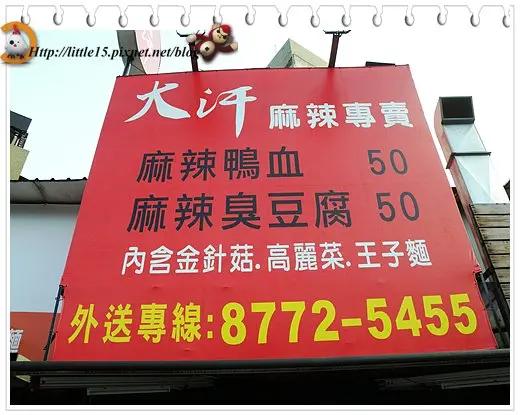 Http://little15.pixnet.net/blog
大汗 麻辣專賣
麻辣鴨血 50
麻辣臭豆腐 50
內含金針菇.高麗菜.王子麵
外送專線:8772-5455
麵